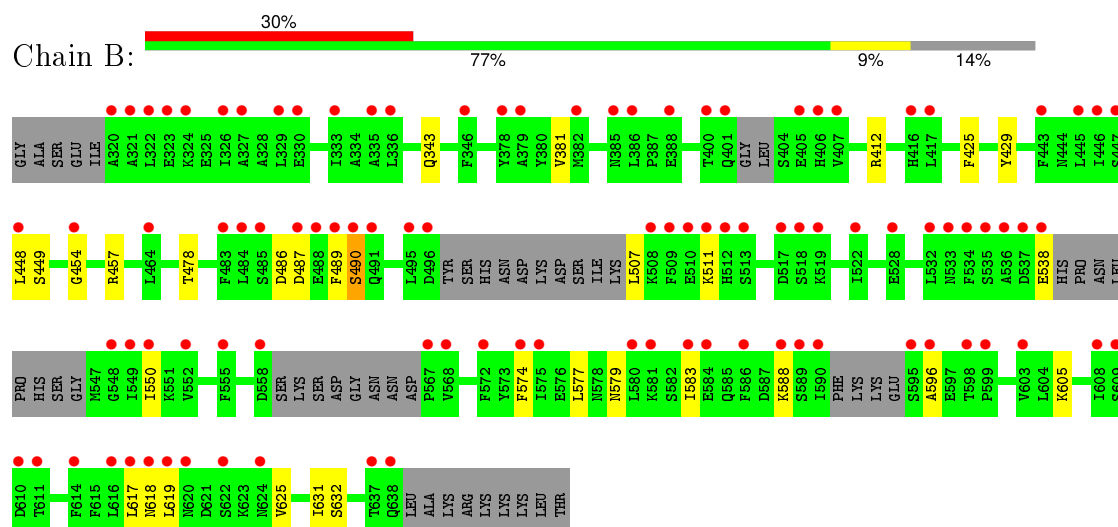 30%
Chain B:
77% 9% 14%
GLY ALA SER GLU ILE A320 A321 L322 E323 K324 E325 I326 A327 A328 L329 E330 I333 A334 A335 L336 Q343 F346 Y378 A379 Y380 V381 M382 N385 L386 P387 E388 T400 Q401 GLY LEU S404 E405 H406 V407 R412 H416 L417 F425 Y429 F443 N444 L445 I446 S447
L448 S449 G454 R457 L464 T478 F483 L484 S485 D486 D487 E488 F489 S490 Q491 L495 D496 TYR SER HIS ASN ASP LYS ASP SER ILE LYS L507 K508 F509 E510 K511 H512 S513 D517 S518 K519 I522 E528 L532 N533 F534 S535 A536 D537 E538 HIS PRO ASN LEU
PRO HIS SER GLY M547 G548 I549 I550 K551 V552 F555 D558 SER LYS SER ASP GLY ASN ASN ASP P567 V568 F572 Y573 F574 I575 E576 L577 N578 N579 L580 K581 S582 I583 E584 Q585 F586 D587 K588 S589 I590 PHE LYS LYS GLU S595 A596 E597 T598 P599 V603 L604 K605 I608 S609
D610 T611 F614 F615 L616 L617 N618 L619 N620 D621 S622 K623 N624 V625 I631 S632 T637 Q638 LEU ALA LYS ARG LYS LYS LYS LEU THR